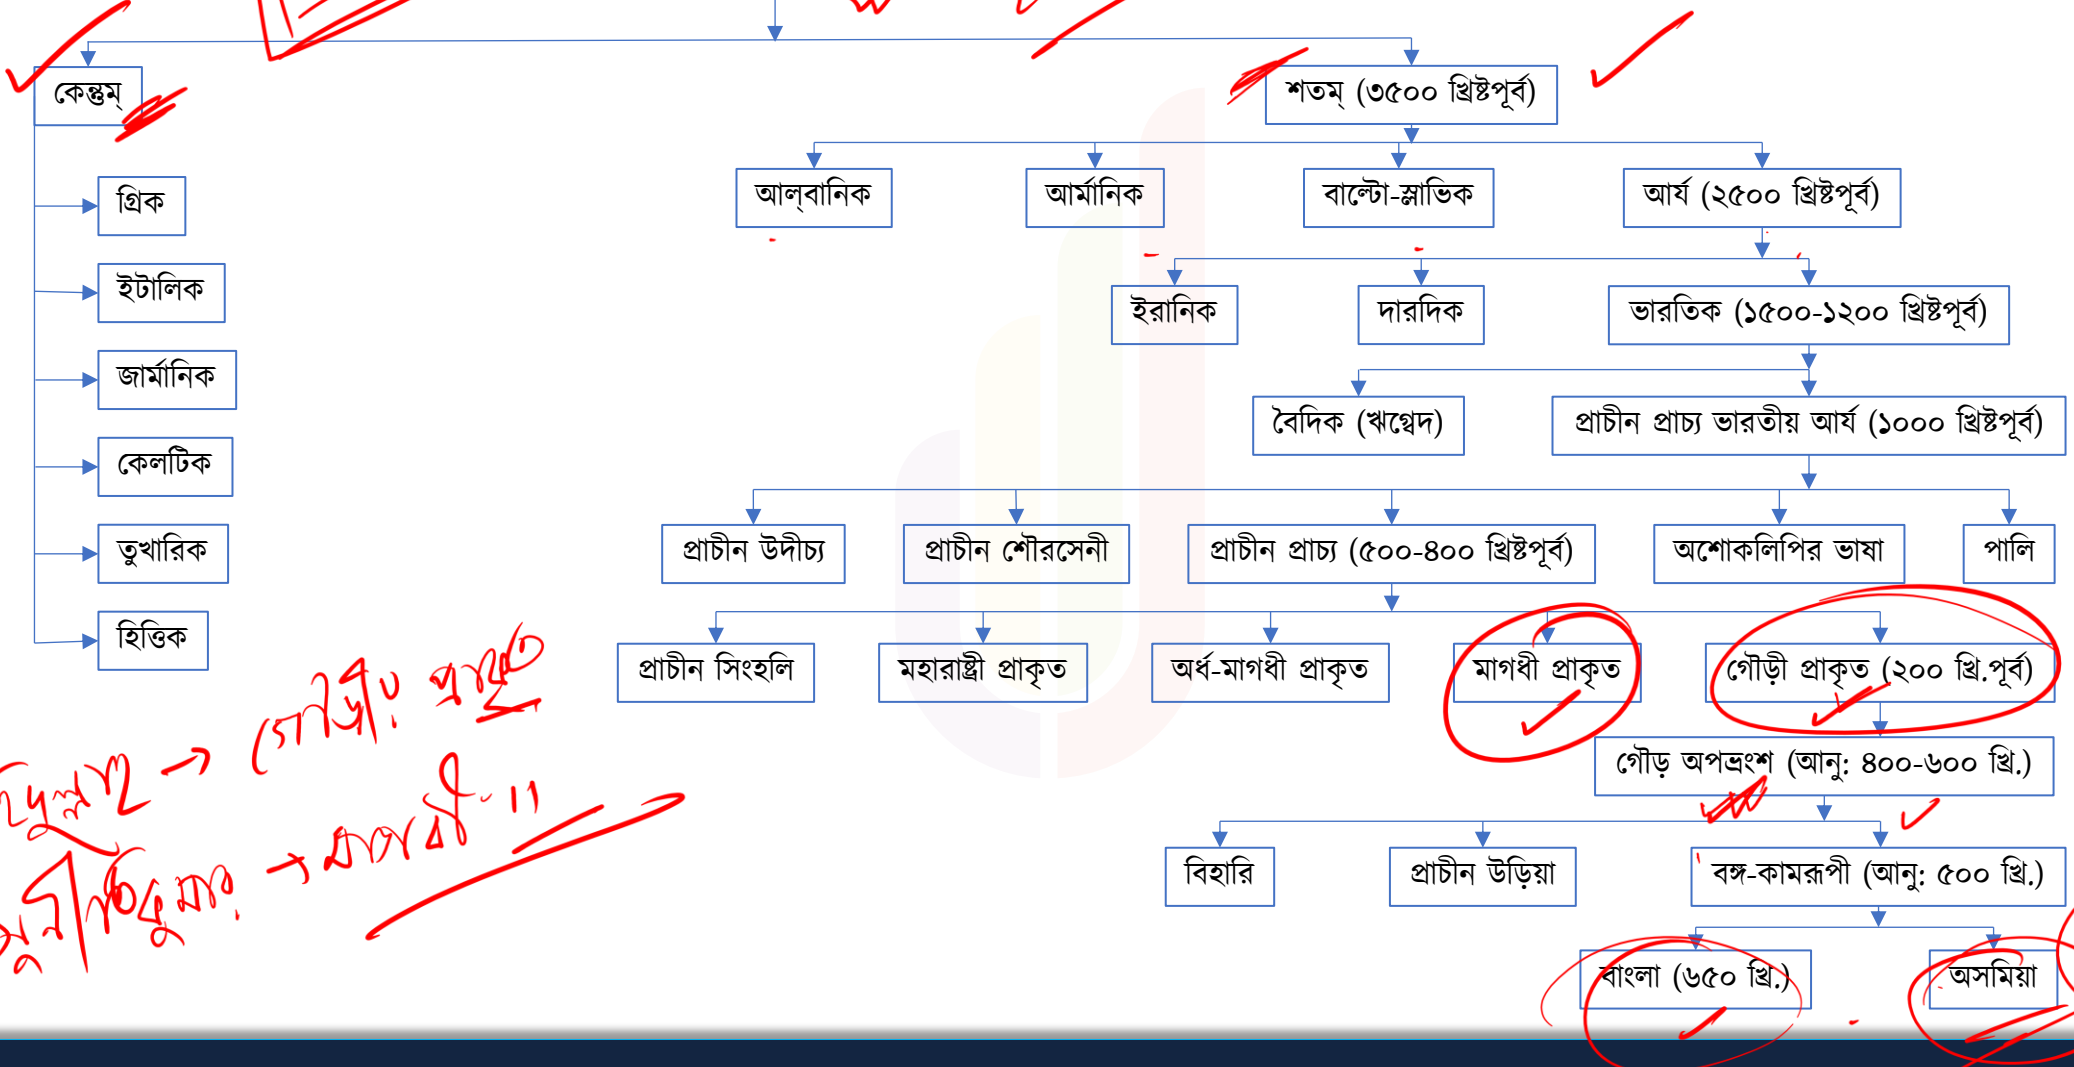 কেন্তুম্
শতম্ (৩৫০০ খ্রিষ্টপূর্ব)
গ্রিক
ইটালিক
জার্মানিক
কেলটিক
তুখারিক
হিত্তিক
আল্‌বানিক
আর্মানিক
বাল্টো-স্লাভিক
আর্য (২৫০০ খ্রিষ্টপূর্ব)
ইরানিক
দারদিক
ভারতিক (১৫০০-১২০০ খ্রিষ্টপূর্ব)
বৈদিক (ঋগ্বেদ)
প্রাচীন প্রাচ্য ভারতীয় আর্য (১০০০ খ্রিষ্টপূর্ব)
প্রাচীন উদীচ্য
প্রাচীন শৌরসেনী
প্রাচীন প্রাচ্য (৫০০-৪০০ খ্রিষ্টপূর্ব)
অশোকলিপির ভাষা
পালি
প্রাচীন সিংহলি
মহারাষ্ট্রী প্রাকৃত
অর্ধ-মাগধী প্রাকৃত
মাগধী প্রাকৃত
গৌড়ী প্রাকৃত (২০০ খ্রি.পূর্ব)
গৌড় অপভ্রংশ (আনু: ৪০০-৬০০ খ্রি.)
বিহারি
প্রাচীন উড়িয়া
বঙ্গ-কামরূপী (আনু: ৫০০ খ্রি.)
বাংলা (৬৫০ খ্রি.)
অসমিয়া
→ গৌড়ীয় প্রাকৃত
সুনীতিকুমার → মাগধী "